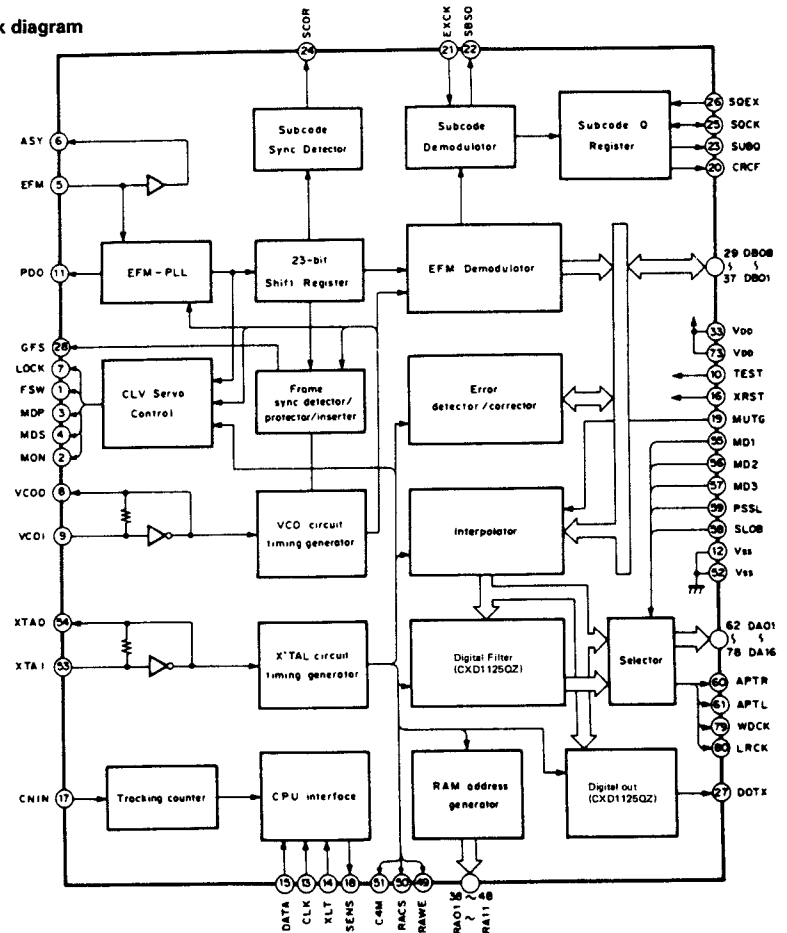 k diagram
SCOR
EXCK
SBSO
24
21
22
ASY
6
EFM
5
Subcode
Sync Detector
Subcode
Demodulator
Subcode Q
Register
26 SQEX
25 SQCK
23 SUBQ
20 CRCF
PDO
11
EFM-PLL
23-bit
Shift Register
EFM Demodulator
29 DB08
37 DB01
GFS
28
LOCK
7
FSW
1
MDP
3
MDS
4
MON
2
CLV Servo
Control
Frame
sync detector/
protector/inserter
Error
detector/corrector
33 VDD
73 VDD
10 TEST
16 XRST
19 MUTG
55 MD1
56 MD2
57 MD3
59 PSSL
58 SLOB
12 Vss
52 Vss
VCOO
8
VCOI
9
VCO circuit
timing generator
Interpolator
XTAO
54
XTAI
53
X'TAL circuit
timing generator
Digital Filter
(CXD1125QZ)
Selector
62 DA01
78 DA16
60 APTR
61 APTL
79 WDCK
80 LRCK
CNIN
17
Tracking counter
CPU interface
RAM address
generator
Digital out
(CXD1125QZ)
27 DOTX
15
13
14
18
51
50
49
38 ~ 48
DATA
CLK
XLT
SENS
C4M
RACS
RAWE
RA01 ~ RA11